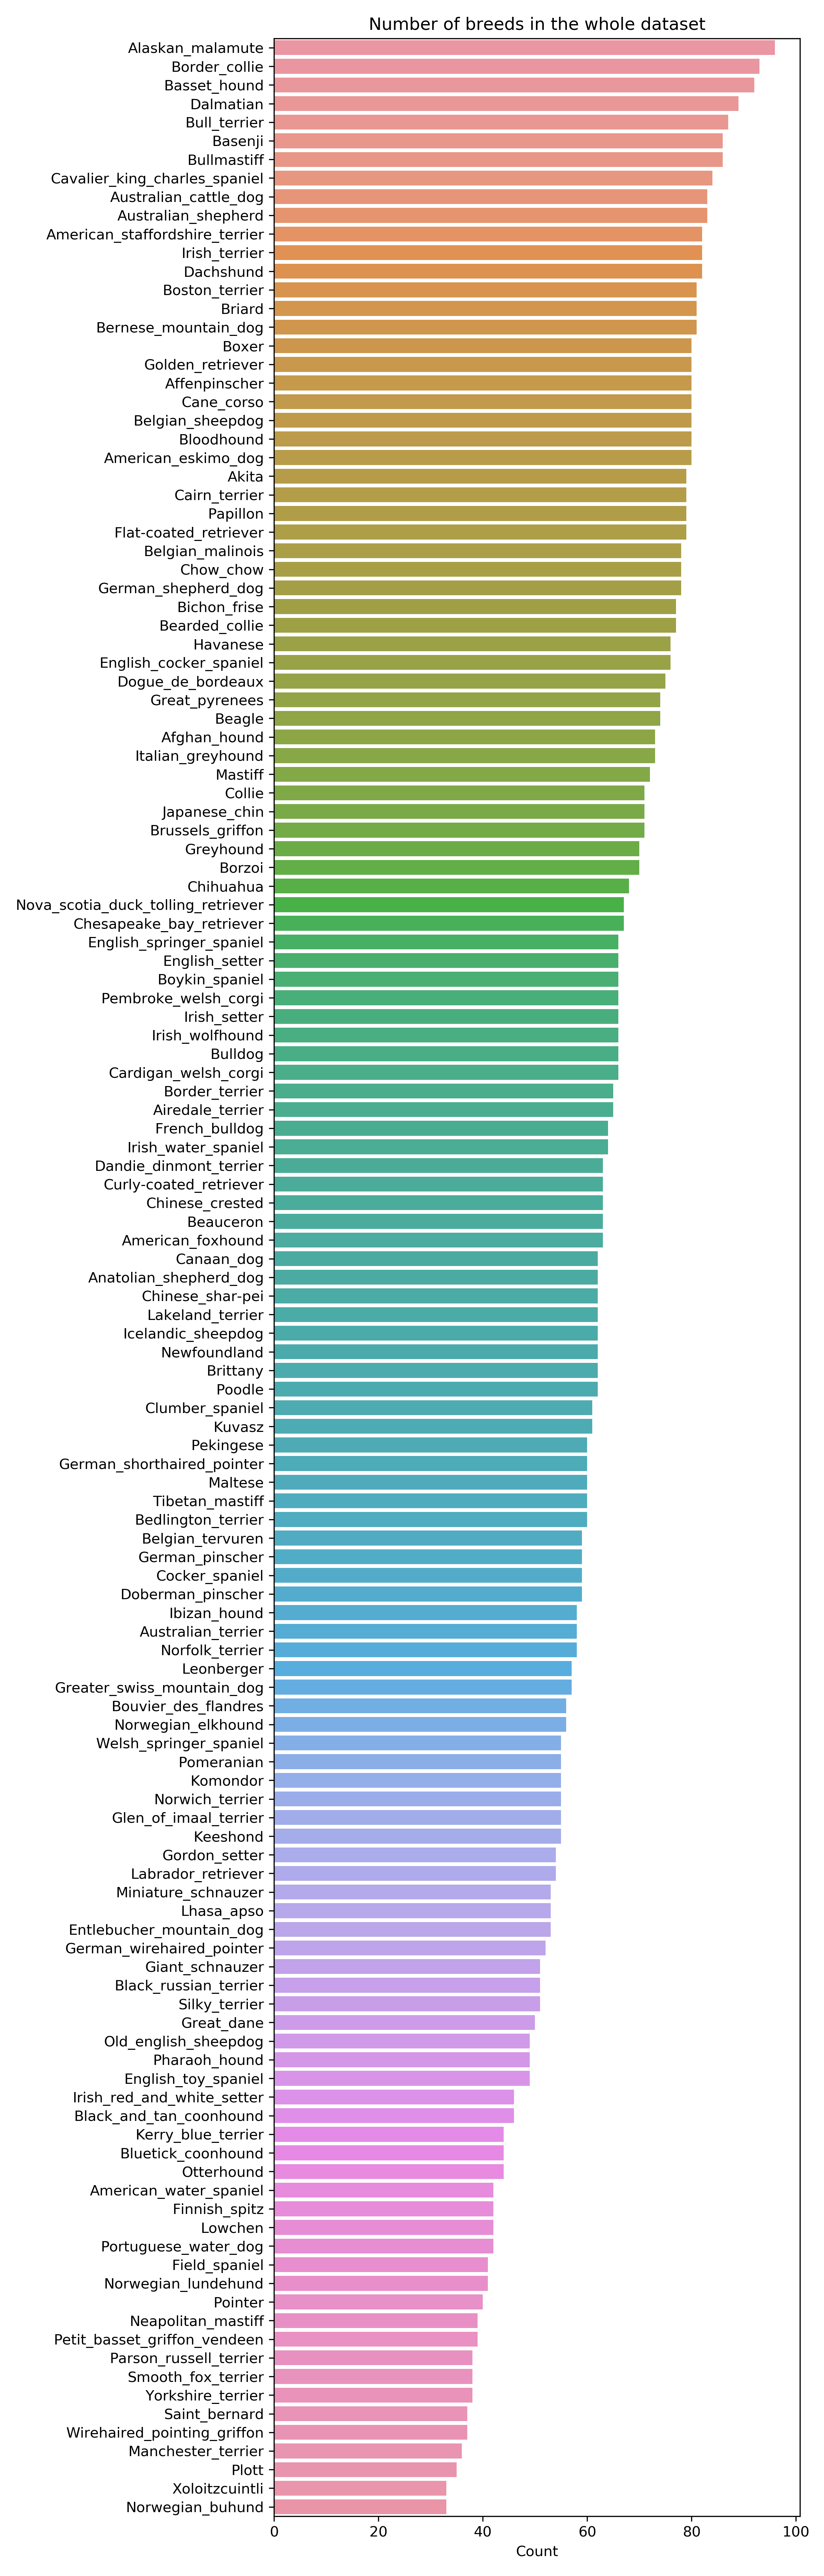 Number of breeds in the whole dataset
Alaskan_malamute
Border_collie
Basset_hound
Dalmatian
Bull_terrier
Basenji
Bullmastiff
Cavalier_king_charles_spaniel
Australian_cattle_dog
Australian_shepherd
American_staffordshire_terrier
Irish_terrier
Dachshund
Boston_terrier
Briard
Bernese_mountain_dog
Boxer
Golden_retriever
Affenpinscher
Cane_corso
Belgian_sheepdog
Bloodhound
American_eskimo_dog
Akita
Cairn_terrier
Papillon
Flat-coated_retriever
Belgian_malinois
Chow_chow
German_shepherd_dog
Bichon_frise
Bearded_collie
Havanese
English_cocker_spaniel
Dogue_de_bordeaux
Great_pyrenees
Beagle
Afghan_hound
Italian_greyhound
Mastiff
Collie
Japanese_chin
Brussels_griffon
Greyhound
Borzoi
Chihuahua
Nova_scotia_duck_tolling_retriever
Chesapeake_bay_retriever
English_springer_spaniel
English_setter
Boykin_spaniel
Pembroke_welsh_corgi
Irish_setter
Irish_wolfhound
Bulldog
Cardigan_welsh_corgi
Border_terrier
Airedale_terrier
French_bulldog
Irish_water_spaniel
Dandie_dinmont_terrier
Curly-coated_retriever
Chinese_crested
Beauceron
American_foxhound
Canaan_dog
Anatolian_shepherd_dog
Chinese_shar-pei
Lakeland_terrier
Icelandic_sheepdog
Newfoundland
Brittany
Poodle
Clumber_spaniel
Kuvasz
Pekingese
German_shorthaired_pointer
Maltese
Tibetan_mastiff
Bedlington_terrier
Belgian_tervuren
German_pinscher
Cocker_spaniel
Doberman_pinscher
Ibizan_hound
Australian_terrier
Norfolk_terrier
Leonberger
Greater_swiss_mountain_dog
Bouvier_des_flandres
Norwegian_elkhound
Welsh_springer_spaniel
Pomeranian
Komondor
Norwich_terrier
Glen_of_imaal_terrier
Keeshond
Gordon_setter
Labrador_retriever
Miniature_schnauzer
Lhasa_apso
Entlebucher_mountain_dog
German_wirehaired_pointer
Giant_schnauzer
Black_russian_terrier
Silky_terrier
Great_dane
Old_english_sheepdog
Pharaoh_hound
English_toy_spaniel
Irish_red_and_white_setter
Black_and_tan_coonhound
Kerry_blue_terrier
Bluetick_coonhound
Otterhound
American_water_spaniel
Finnish_spitz
Lowchen
Portuguese_water_dog
Field_spaniel
Norwegian_lundehund
Pointer
Neapolitan_mastiff
Petit_basset_griffon_vendeen
Parson_russell_terrier
Smooth_fox_terrier
Yorkshire_terrier
Saint_bernard
Wirehaired_pointing_griffon
Manchester_terrier
Plott
Xoloitzcuintli
Norwegian_buhund
0 20 40 60 80 100
Count